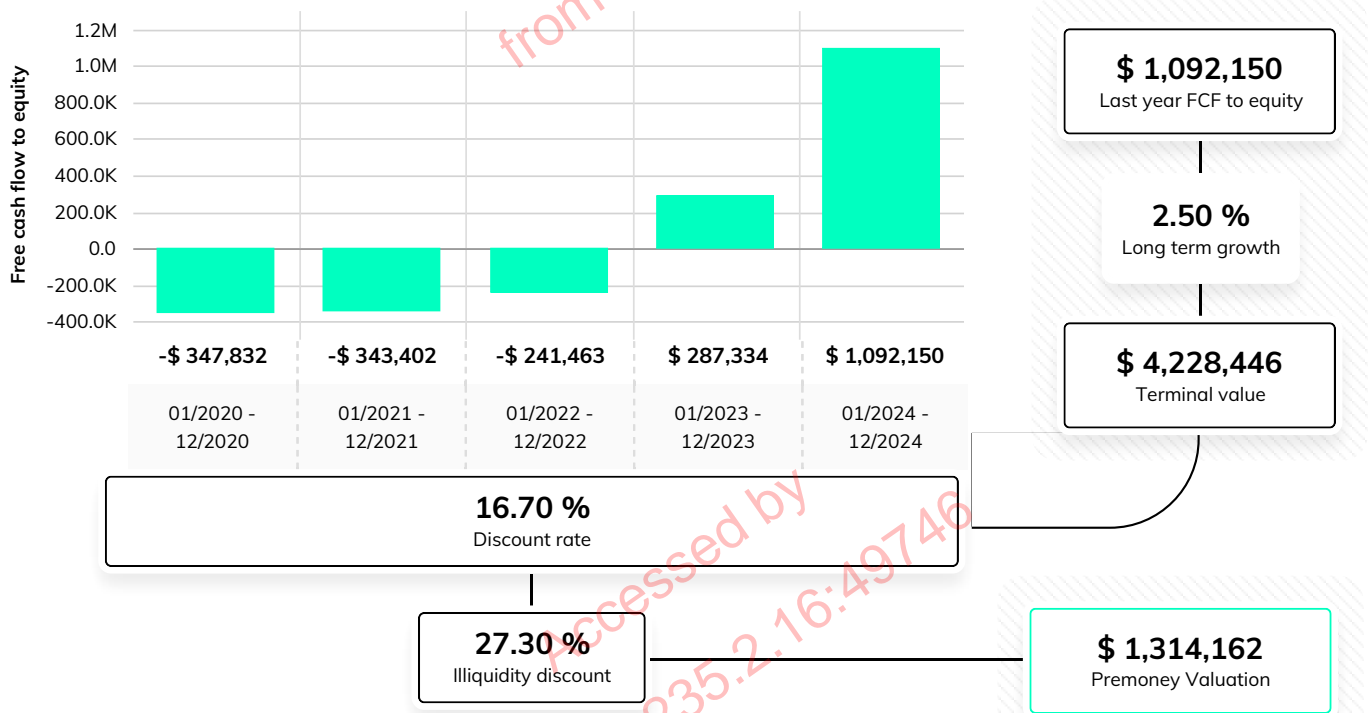 Free cash flow to equity
1.2M
1.0M
800.0K
600.0K
400.0K
200.0K
0.0
-200.0K
-400.0K
-$ 347,832
-$ 343,402
-$ 241,463
$ 287,334
$ 1,092,150
01/2020 -
12/2020
01/2021 -
12/2021
01/2022 -
12/2022
01/2023 -
12/2023
01/2024 -
12/2024
$ 1,092,150
Last year FCF to equity
2.50 %
Long term growth
$ 4,228,446
Terminal value
16.70 %
Discount rate
27.30 %
Illiquidity discount
$ 1,314,162
Premoney Valuation
from
Accessed by
235.2.16:49746